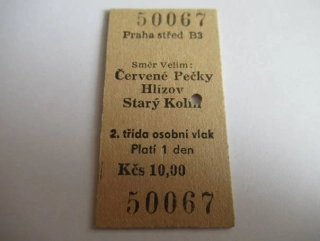 50067
Praha střed B3
Směr Velim:
Červené Pečky
Hlízov
Starý Kolín
2. třída osobní vlak
Platí 1 den
Kčs 10,00
50067